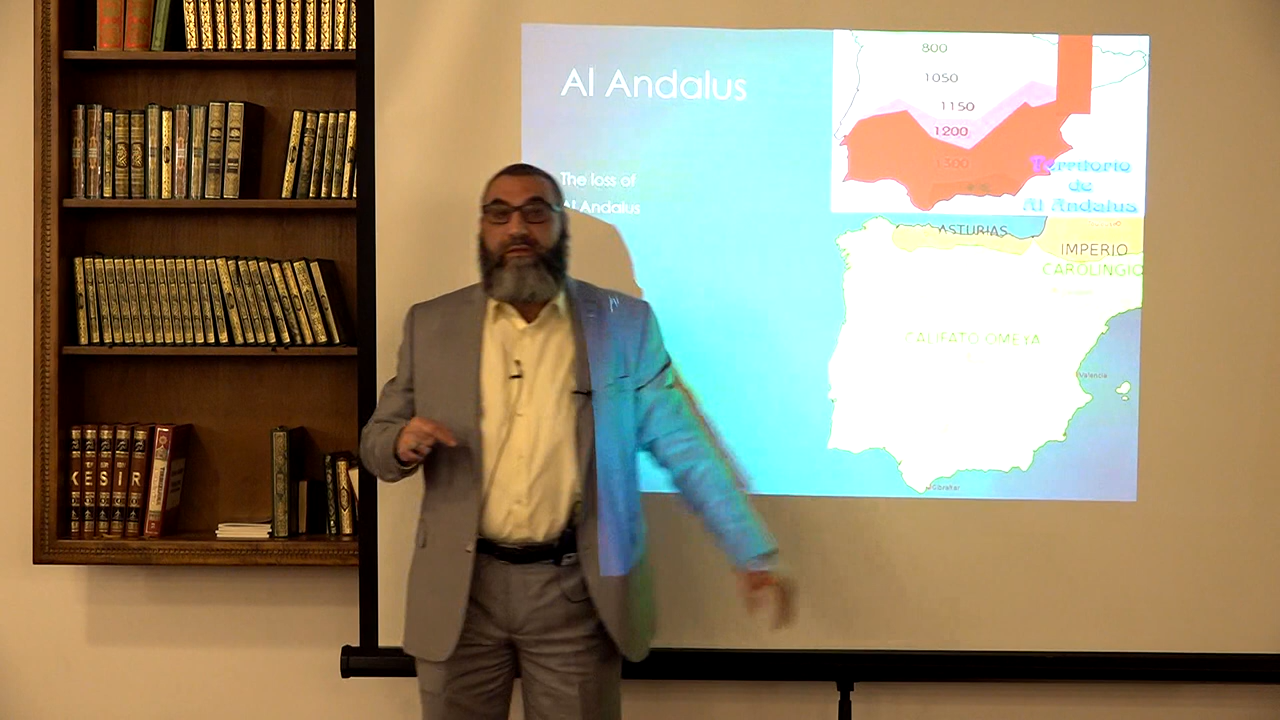 Al Andalus
The loss of
Al Andalus
800
1050
1150
1200
1300
Territorio
de
Al Andalus
ASTURIAS
IMPERIO
CAROLINGIO
CALIFATO OMEYA
Valencia
Gibraltar
KESIR